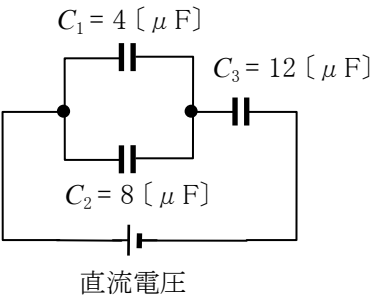 C₁ = 4〔μF〕
C₃ = 12〔μF〕
C₂ = 8〔μF〕
直流電圧